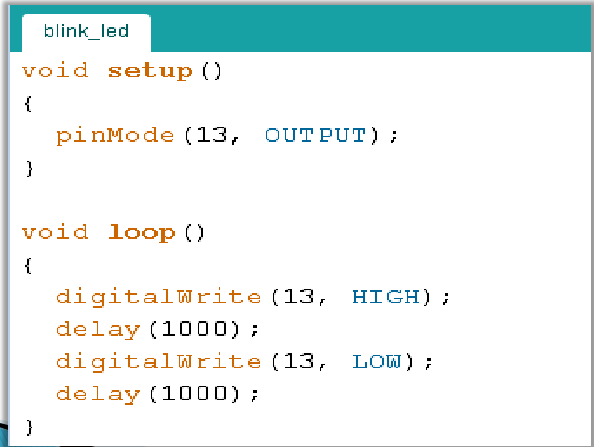 blink_led
void setup()
{
  pinMode(13, OUTPUT);
}
void loop()
{
  digitalWrite(13, HIGH);
  delay(1000);
  digitalWrite(13, LOW);
  delay(1000);
}